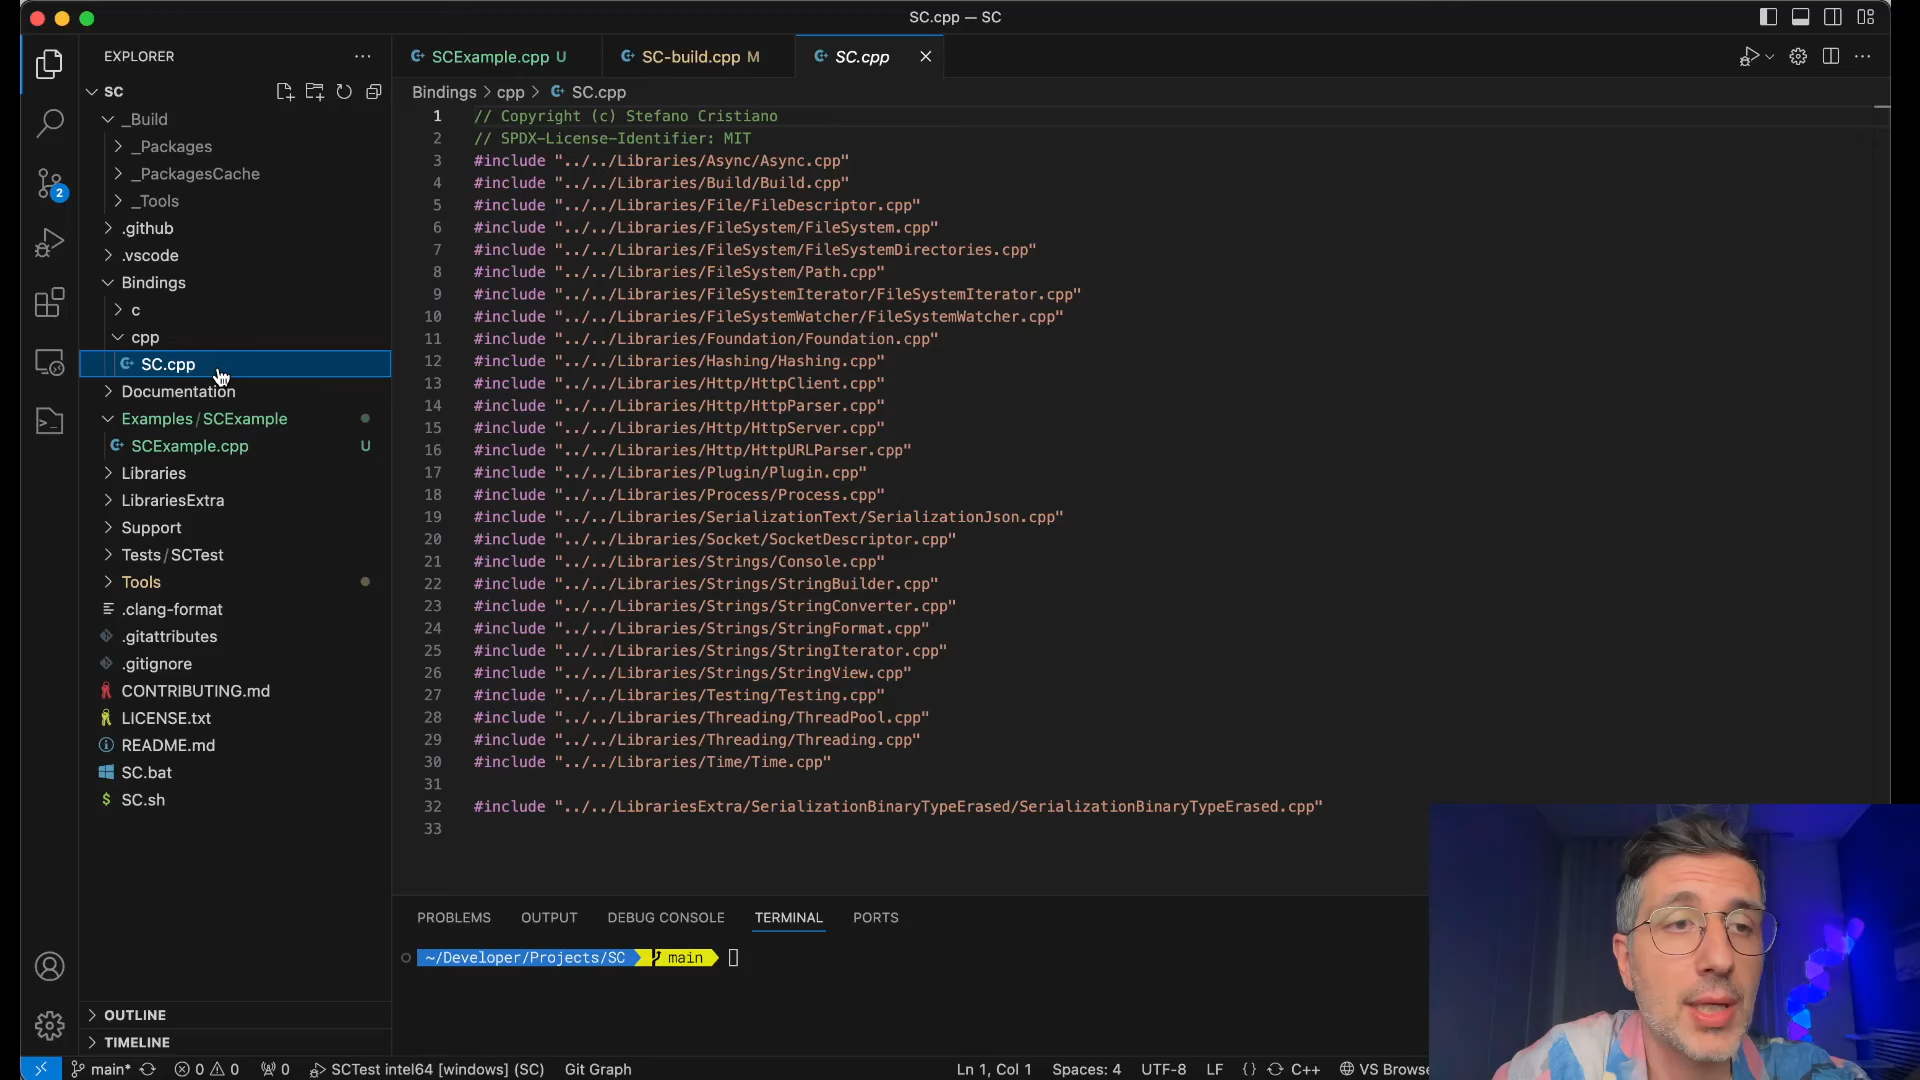 SC.cpp — SC
EXPLORER
SC
_Build
_Packages
_PackagesCache
_Tools
.github
.vscode
Bindings
c
cpp
SC.cpp
Documentation
Examples / SCExample
SCExample.cpp U
Libraries
LibrariesExtra
Support
Tests / SCTest
Tools
.clang-format
.gitattributes
.gitignore
CONTRIBUTING.md
LICENSE.txt
README.md
SC.bat
$ SC.sh
OUTLINE
TIMELINE
2
SCExample.cpp U
SC-build.cpp M
SC.cpp
Bindings > cpp > SC.cpp
1 // Copyright (c) Stefano Cristiano
2 // SPDX-License-Identifier: MIT
3 #include "../../Libraries/Async/Async.cpp"
4 #include "../../Libraries/Build/Build.cpp"
5 #include "../../Libraries/File/FileDescriptor.cpp"
6 #include "../../Libraries/FileSystem/FileSystem.cpp"
7 #include "../../Libraries/FileSystem/FileSystemDirectories.cpp"
8 #include "../../Libraries/FileSystem/Path.cpp"
9 #include "../../Libraries/FileSystemIterator/FileSystemIterator.cpp"
10 #include "../../Libraries/FileSystemWatcher/FileSystemWatcher.cpp"
11 #include "../../Libraries/Foundation/Foundation.cpp"
12 #include "../../Libraries/Hashing/Hashing.cpp"
13 #include "../../Libraries/Http/HttpClient.cpp"
14 #include "../../Libraries/Http/HttpParser.cpp"
15 #include "../../Libraries/Http/HttpServer.cpp"
16 #include "../../Libraries/Http/HttpURLParser.cpp"
17 #include "../../Libraries/Plugin/Plugin.cpp"
18 #include "../../Libraries/Process/Process.cpp"
19 #include "../../Libraries/SerializationText/SerializationJson.cpp"
20 #include "../../Libraries/Socket/SocketDescriptor.cpp"
21 #include "../../Libraries/Strings/Console.cpp"
22 #include "../../Libraries/Strings/StringBuilder.cpp"
23 #include "../../Libraries/Strings/StringConverter.cpp"
24 #include "../../Libraries/Strings/StringFormat.cpp"
25 #include "../../Libraries/Strings/StringIterator.cpp"
26 #include "../../Libraries/Strings/StringView.cpp"
27 #include "../../Libraries/Testing/Testing.cpp"
28 #include "../../Libraries/Threading/ThreadPool.cpp"
29 #include "../../Libraries/Threading/Threading.cpp"
30 #include "../../Libraries/Time/Time.cpp"
31
32 #include "../../LibrariesExtra/SerializationBinaryTypeErased/SerializationBinaryTypeErased.cpp"
33
PROBLEMS OUTPUT DEBUG CONSOLE TERMINAL PORTS
~/Developer/Projects/SC main
main* 0 0 0 SCTest intel64 [windows] (SC) Git Graph Ln 1, Col 1 Spaces: 4 UTF-8 LF {} C++ VS Browse